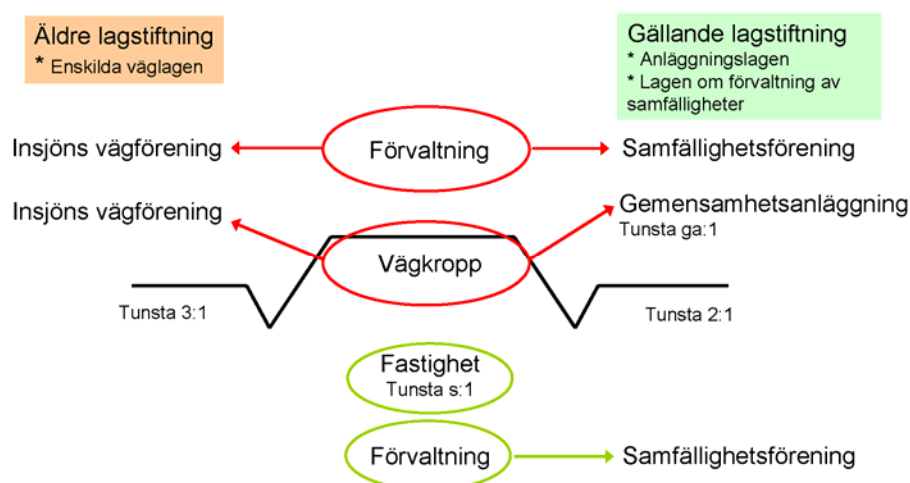 Äldre lagstiftning
* Enskilda väglagen
Gällande lagstiftning
* Anläggningslagen
* Lagen om förvaltning av
samfälligheter
Insjöns vägförening
Förvaltning
Samfällighetsförening
Insjöns vägförening
Vägkropp
Gemensamhetsanläggning
Tunsta ga:1
Tunsta 3:1
Tunsta 2:1
Fastighet
Tunsta s:1
Förvaltning
Samfällighetsförening